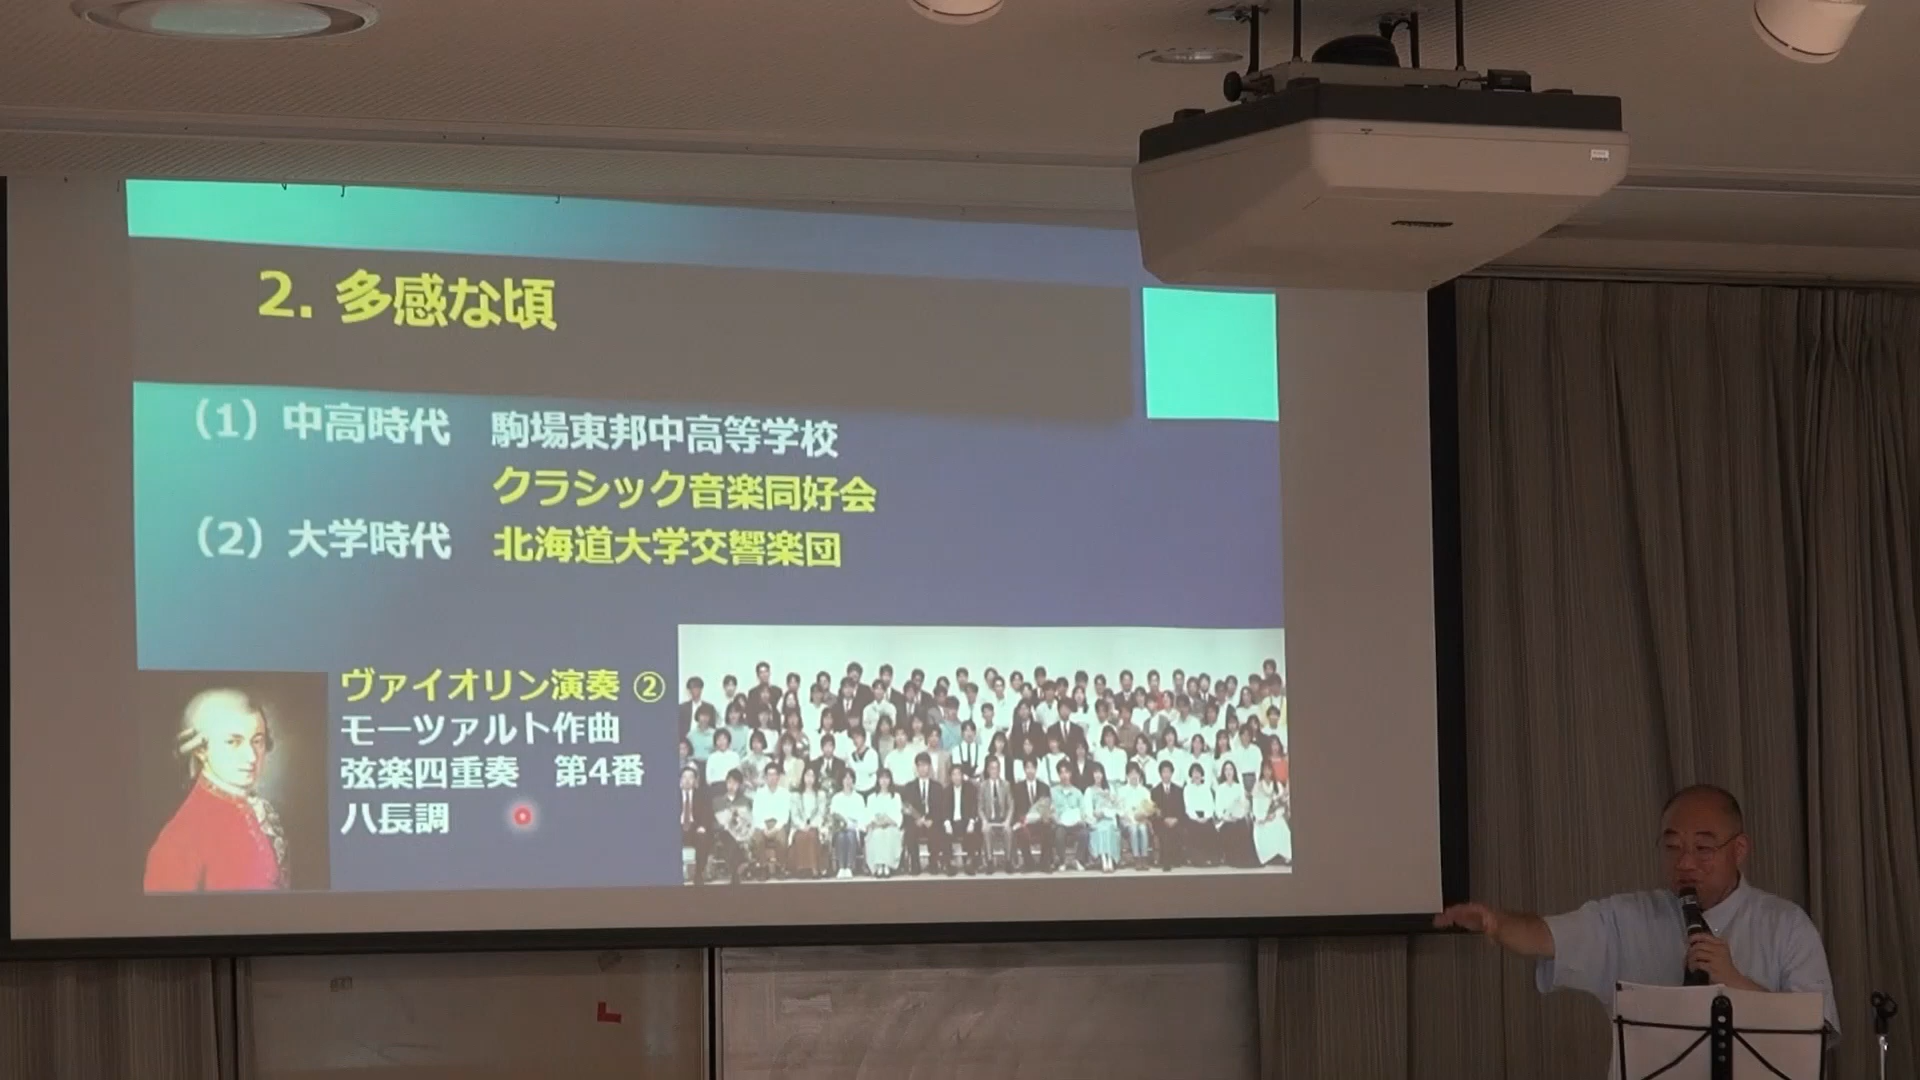 2. 多感な頃
（1）中高時代　駒場東邦中高等学校
クラシック音楽同好会
（2）大学時代　北海道大学交響楽団
ヴァイオリン演奏 ②
モーツァルト作曲
弦楽四重奏　第4番
八長調